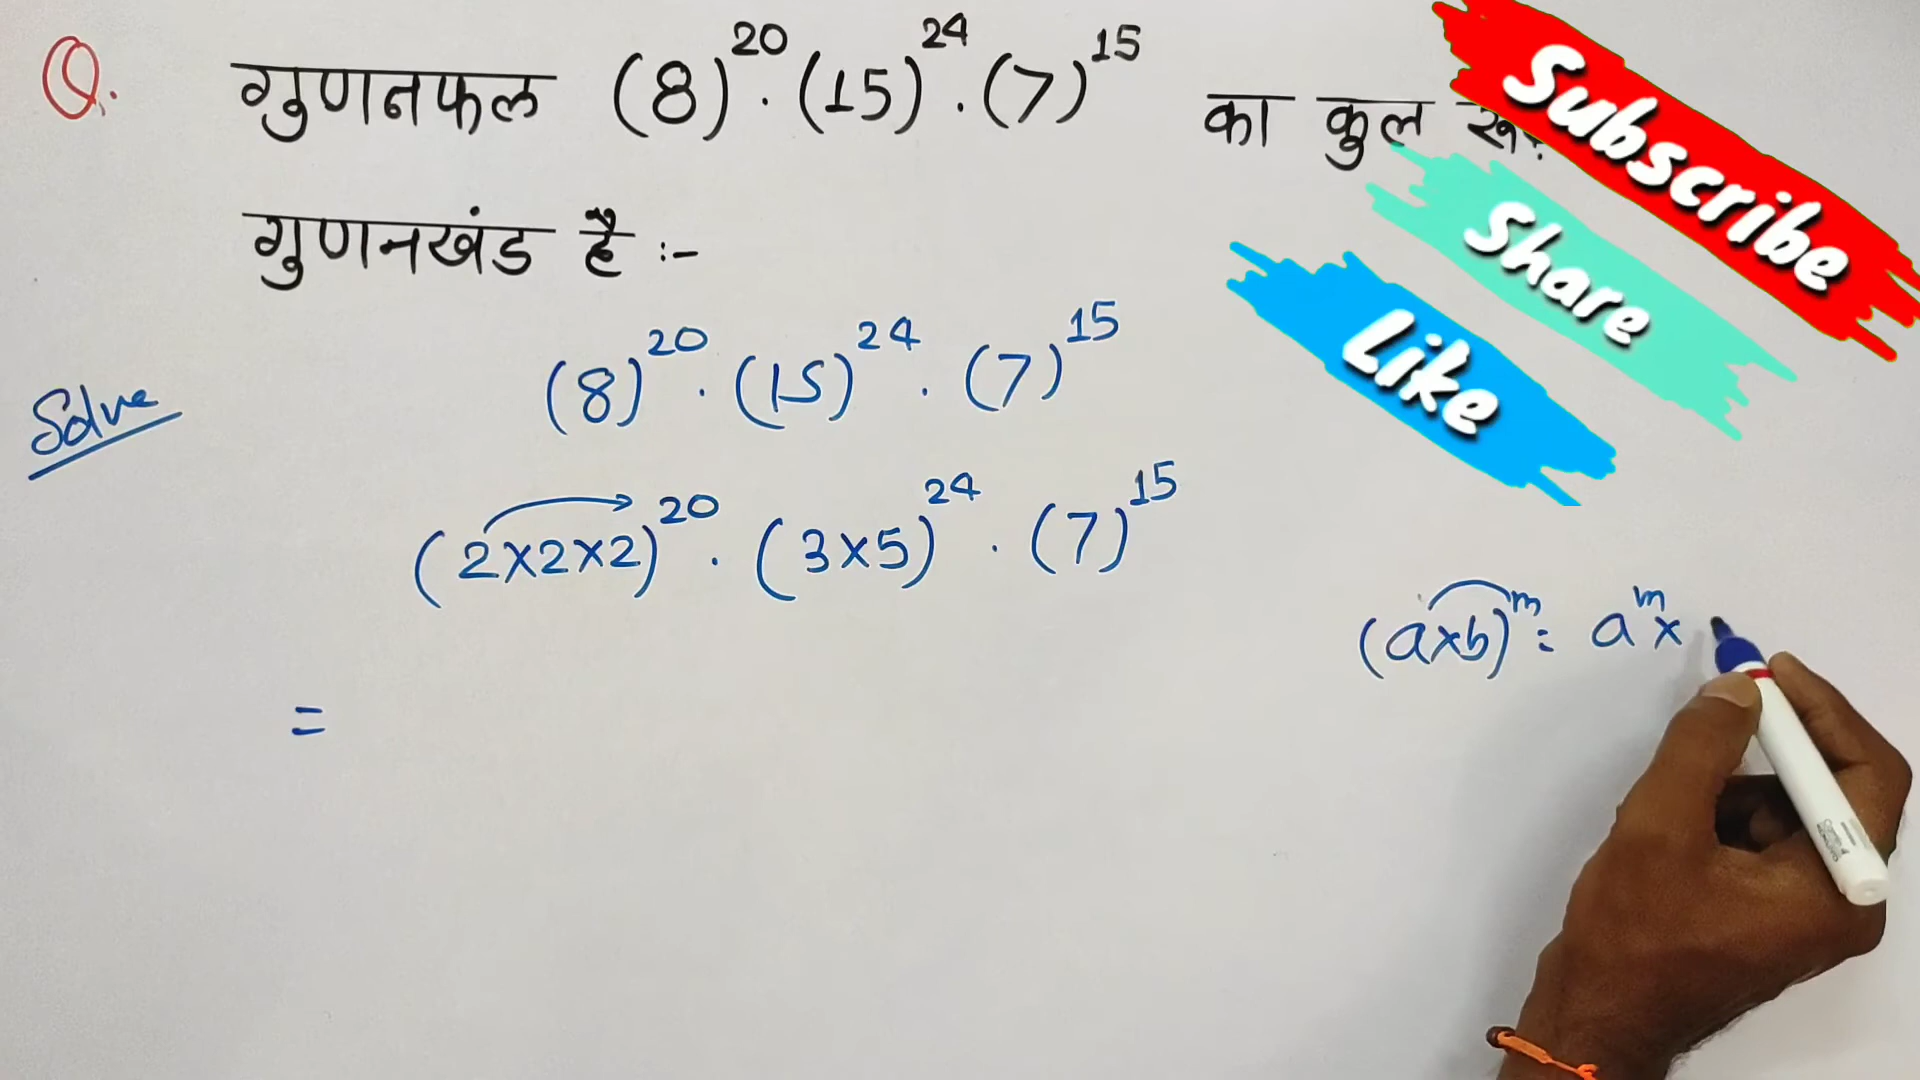 Q. गुणनफल (8)²⁰ · (15)²⁴ · (7)¹⁵ का कुल
गुणनखंड है :-
Solve
(8)²⁰ · (15)²⁴ · (7)¹⁵
(2×2×2)²⁰ · (3×5)²⁴ · (7)¹⁵
(a×b)ᵐ = aᵐ×
=
Subscribe
Share
Like